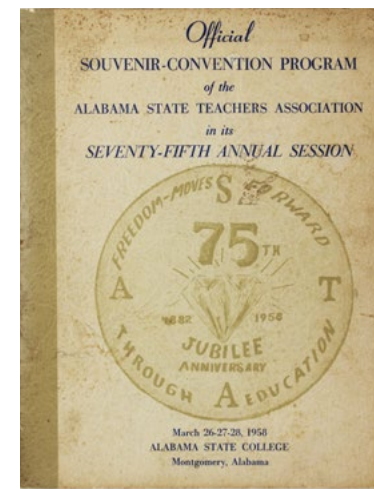 Official
SOUVENIR-CONVENTION PROGRAM
of the
ALABAMA STATE TEACHERS ASSOCIATION
in its
SEVENTY-FIFTH ANNUAL SESSION
FREEDOM-MOVES FORWARD
S
75TH
A T
1882 1958
JUBILEE
ANNIVERSARY
THROUGH EDUCATION
A
March 26-27-28, 1958
ALABAMA STATE COLLEGE
Montgomery, Alabama